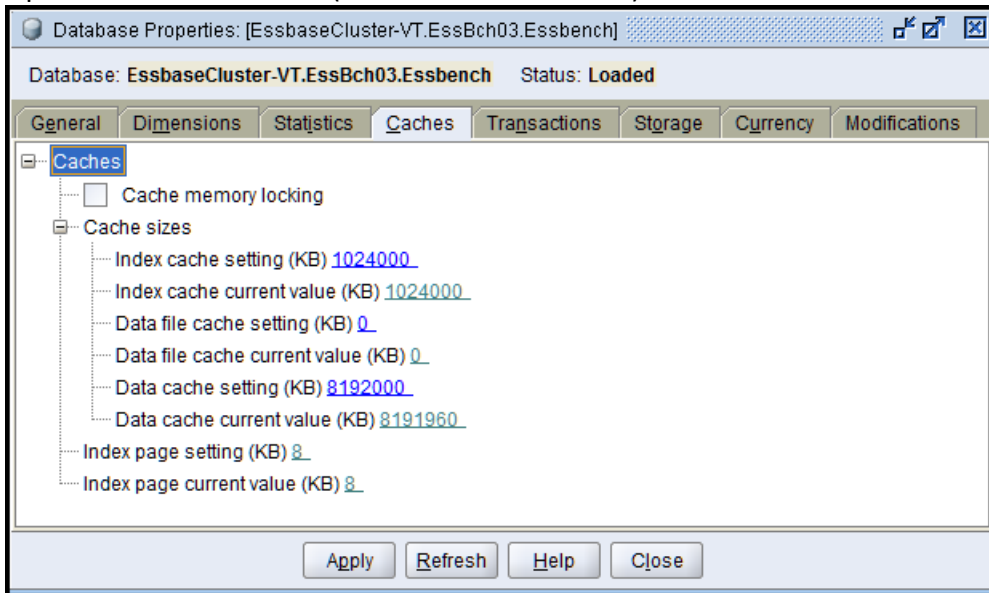 Database Properties: [EssbaseCluster-VT.EssBch03.Essbench]
Database: EssbaseCluster-VT.EssBch03.Essbench Status: Loaded
General Dimensions Statistics Caches Transactions Storage Currency Modifications
Caches
Cache memory locking
Cache sizes
Index cache setting (KB) 1024000
Index cache current value (KB) 1024000
Data file cache setting (KB) 0
Data file cache current value (KB) 0
Data cache setting (KB) 8192000
Data cache current value (KB) 8191960
Index page setting (KB) 8
Index page current value (KB) 8
Apply Refresh Help Close